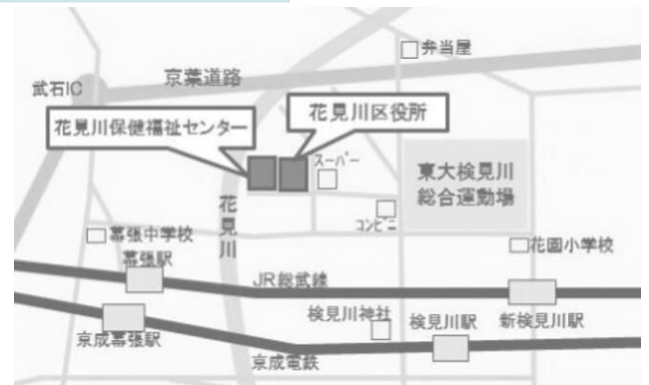 弁当屋
京葉道路
武石IC
花見川区役所
花見川保健福祉センター
スーパー
東大検見川
総合運動場
花見川
コンビニ
幕張中学校
花園小学校
幕張駅
JR総武線
検見川神社
検見川駅
新検見川駅
京成幕張駅
京成電鉄